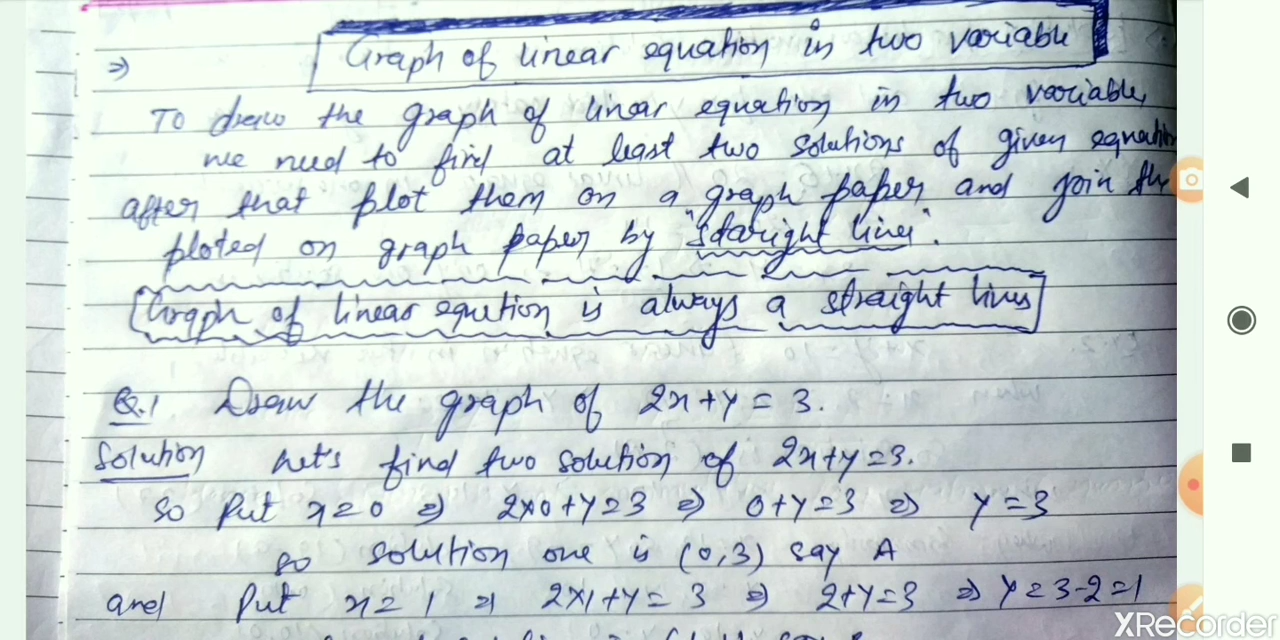 ⇒ Graph of linear equation in two variable
To draw the graph of linear equation in two variable,
we need to find at least two solutions of given equation
after that plot them on a graph paper and join the
ploted on graph paper by "staright lines".
Graph of linear eqution is always a straight lines
Q.1 Draw the graph of 2x+y = 3.
Solution let's find two solution of 2x+y=3.
so Put x=0 ⇒ 2×0+y=3 ⇒ 0+y=3 ⇒ y=3
so solution one is (0,3) say A
and Put x=1 ⇒ 2×1+y=3 ⇒ 2+y=3 ⇒ y=3-2=1
XRecorder